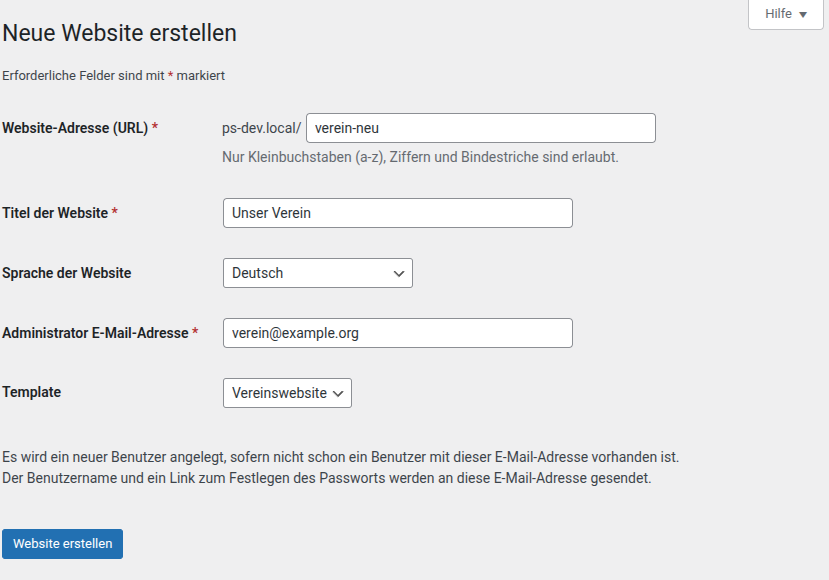 Hilfe
Neue Website erstellen
Erforderliche Felder sind mit * markiert
Website-Adresse (URL) * ps-dev.local/ verein-neu
Nur Kleinbuchstaben (a-z), Ziffern und Bindestriche sind erlaubt.
Titel der Website * Unser Verein
Sprache der Website Deutsch
Administrator E-Mail-Adresse * verein@example.org
Template Vereinswebsite
Es wird ein neuer Benutzer angelegt, sofern nicht schon ein Benutzer mit dieser E-Mail-Adresse vorhanden ist.
Der Benutzername und ein Link zum Festlegen des Passworts werden an diese E-Mail-Adresse gesendet.
Website erstellen